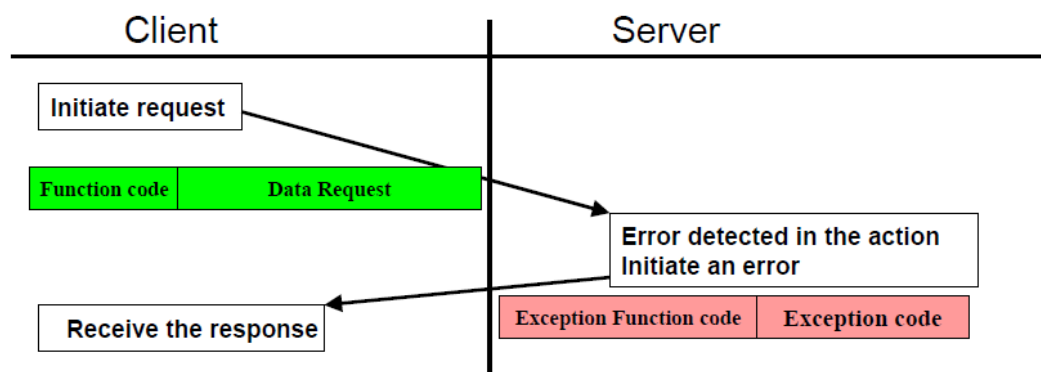 Client
Server
Initiate request
Function code
Data Request
Error detected in the action
Initiate an error
Exception Function code
Exception code
Receive the response